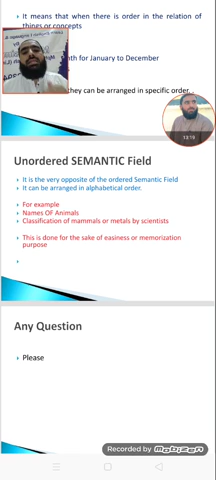 It means that when there is order in the relation of
things or concepts
nth for January to December
they can be arranged in specific order.
13:15
Unordered SEMANTIC Field
It is the very opposite of the ordered Semantic Field
It can be arranged in alphabetical order.
For example
Names OF Animals
Classification of mammals or metals by scientists
This is done for the sake of easiness or memorization
purpose
Any Question
Please
Recorded by mobizen